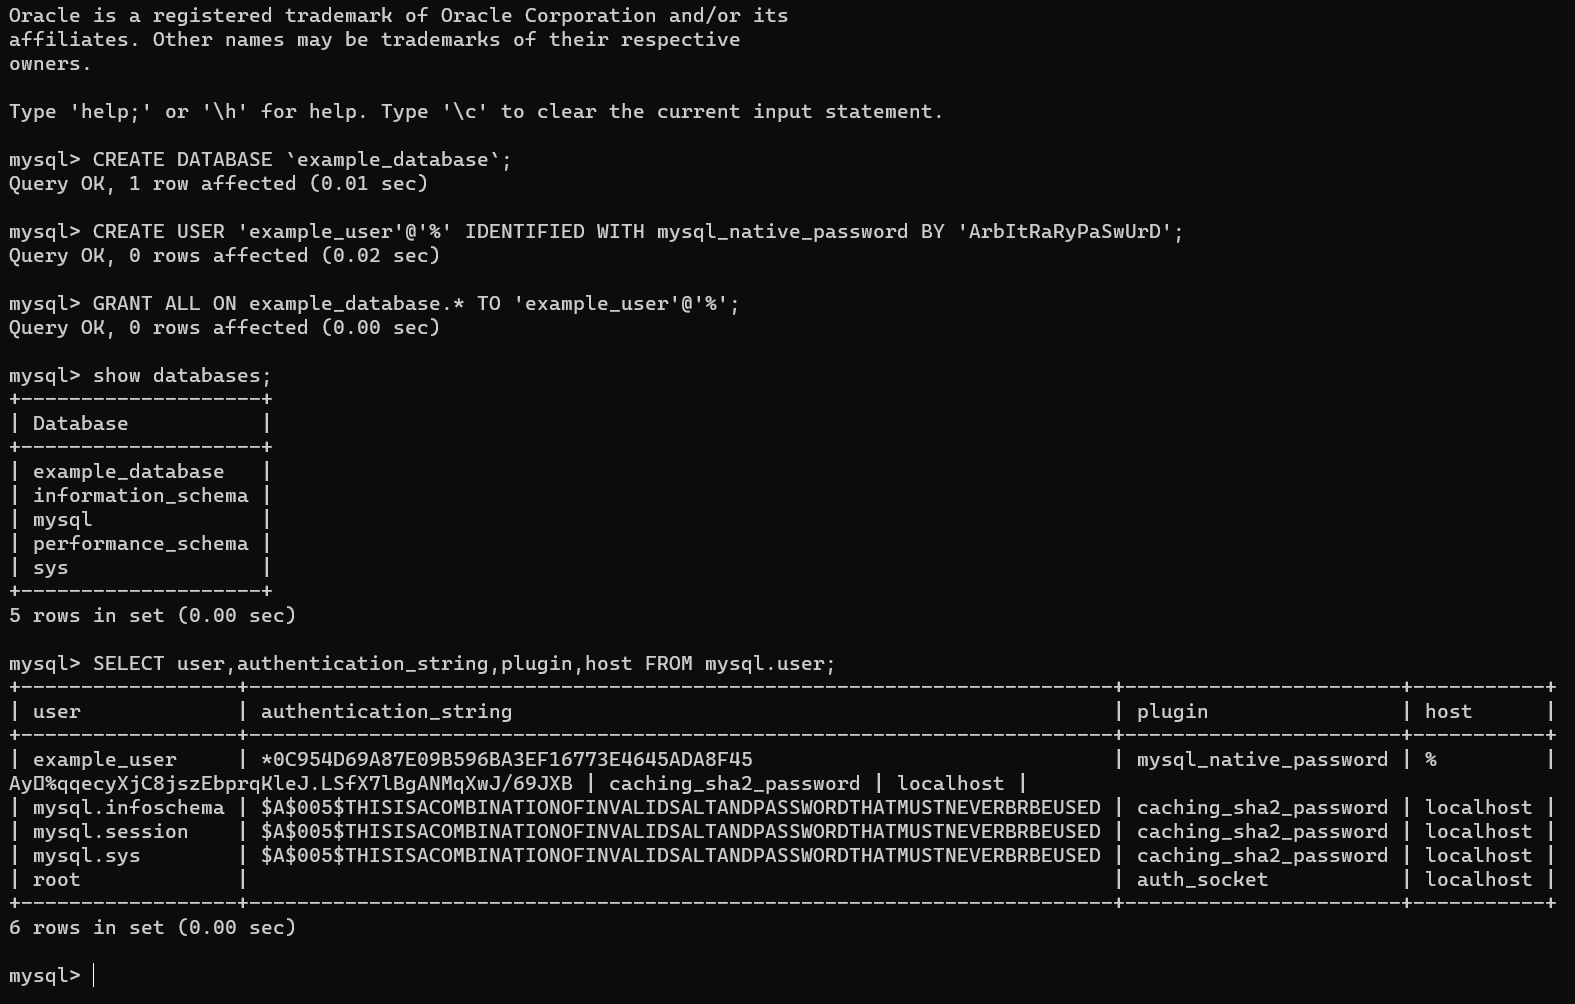 Oracle is a registered trademark of Oracle Corporation and/or its
affiliates. Other names may be trademarks of their respective
owners.

Type 'help;' or '\h' for help. Type '\c' to clear the current input statement.

mysql> CREATE DATABASE `example_database`;
Query OK, 1 row affected (0.01 sec)

mysql> CREATE USER 'example_user'@'%' IDENTIFIED WITH mysql_native_password BY 'ArbItRaRyPaSwUrD';
Query OK, 0 rows affected (0.02 sec)

mysql> GRANT ALL ON example_database.* TO 'example_user'@'%';
Query OK, 0 rows affected (0.00 sec)

mysql> show databases;
+--------------------+
| Database           |
+--------------------+
| example_database   |
| information_schema |
| mysql              |
| performance_schema |
| sys                |
+--------------------+
5 rows in set (0.00 sec)

mysql> SELECT user,authentication_string,plugin,host FROM mysql.user;
+------------------+------------------------------------------------------------------------+-----------------------+-----------+
| user             | authentication_string                                                  | plugin                | host      |
+------------------+------------------------------------------------------------------------+-----------------------+-----------+
| example_user     | *0C954D69A87E09B596BA3EF16773E4645ADA8F45                              | mysql_native_password | %         |
Ay▯%qqecyXjC8jszEbprqKleJ.LSfX7lBgANMqXwJ/69JXB | caching_sha2_password | localhost |
| mysql.infoschema | $A$005$THISISACOMBINATIONOFINVALIDSALTANDPASSWORDTHATMUSTNEVERBRBEUSED | caching_sha2_password | localhost |
| mysql.session    | $A$005$THISISACOMBINATIONOFINVALIDSALTANDPASSWORDTHATMUSTNEVERBRBEUSED | caching_sha2_password | localhost |
| mysql.sys        | $A$005$THISISACOMBINATIONOFINVALIDSALTANDPASSWORDTHATMUSTNEVERBRBEUSED | caching_sha2_password | localhost |
| root             |                                                                        | auth_socket           | localhost |
+------------------+------------------------------------------------------------------------+-----------------------+-----------+
6 rows in set (0.00 sec)

mysql>